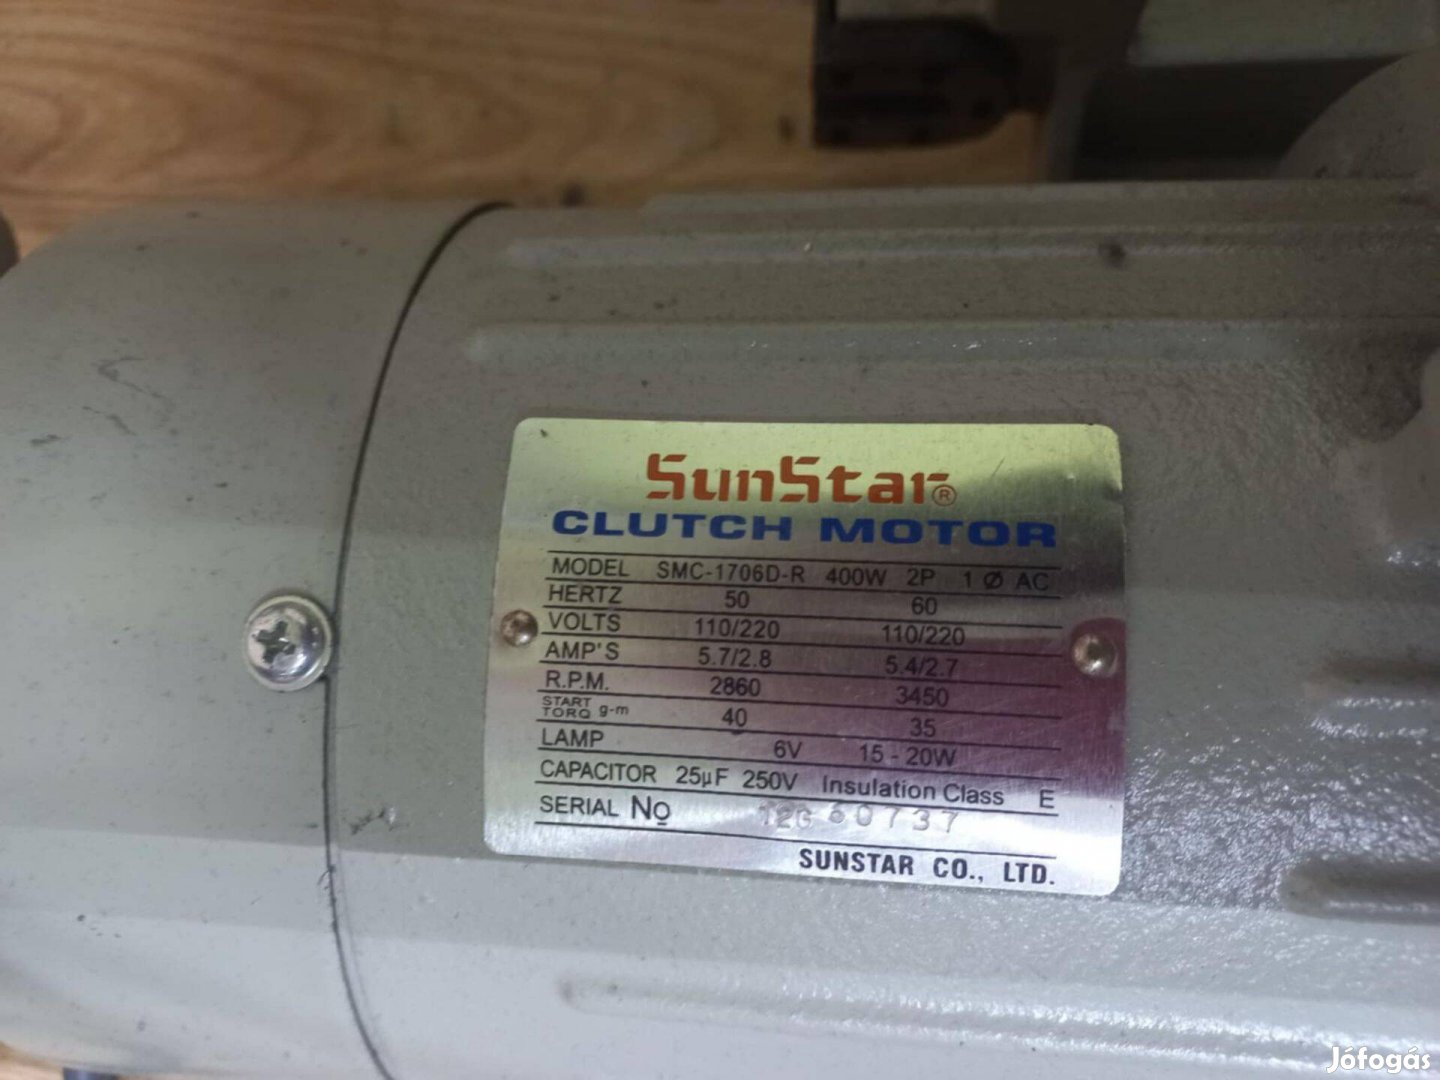 SunStar®
CLUTCH MOTOR
MODEL SMC-1706D-R 400W 2P 1 Ø AC
HERTZ 50 60
VOLTS 110/220 110/220
AMP'S 5.7/2.8 5.4/2.7
R.P.M. 2860 3450
START TORQ g-m 40 35
LAMP 6V 15 - 20W
CAPACITOR 25µF 250V Insulation Class E
SERIAL No
SUNSTAR CO., LTD.
Jófogás